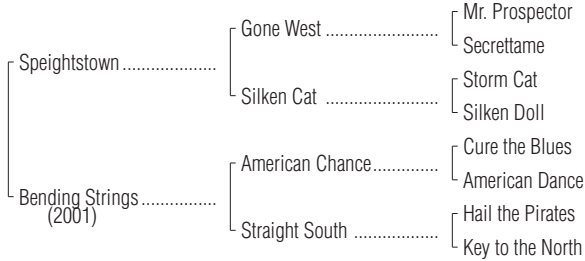 Mr. Prospector
Gone West ..........................
Secrettame
Speightstown ......................
Storm Cat
Silken Cat ..........................
Silken Doll
Cure the Blues
American Chance...............
American Dance
Bending Strings..................
(2001)
Hail the Pirates
Straight South ....................
Key to the North